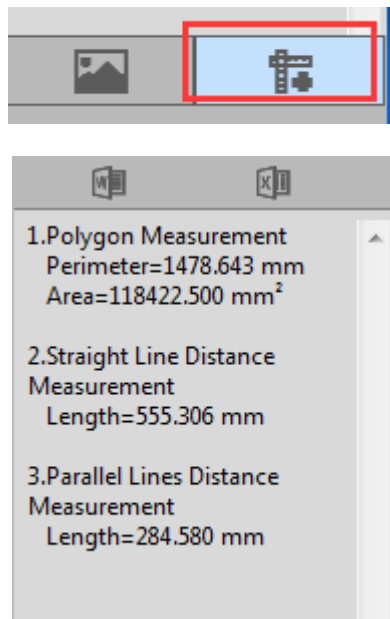 1.Polygon Measurement
Perimeter=1478.643 mm
Area=118422.500 mm²
2.Straight Line Distance
Measurement
Length=555.306 mm
3.Parallel Lines Distance
Measurement
Length=284.580 mm